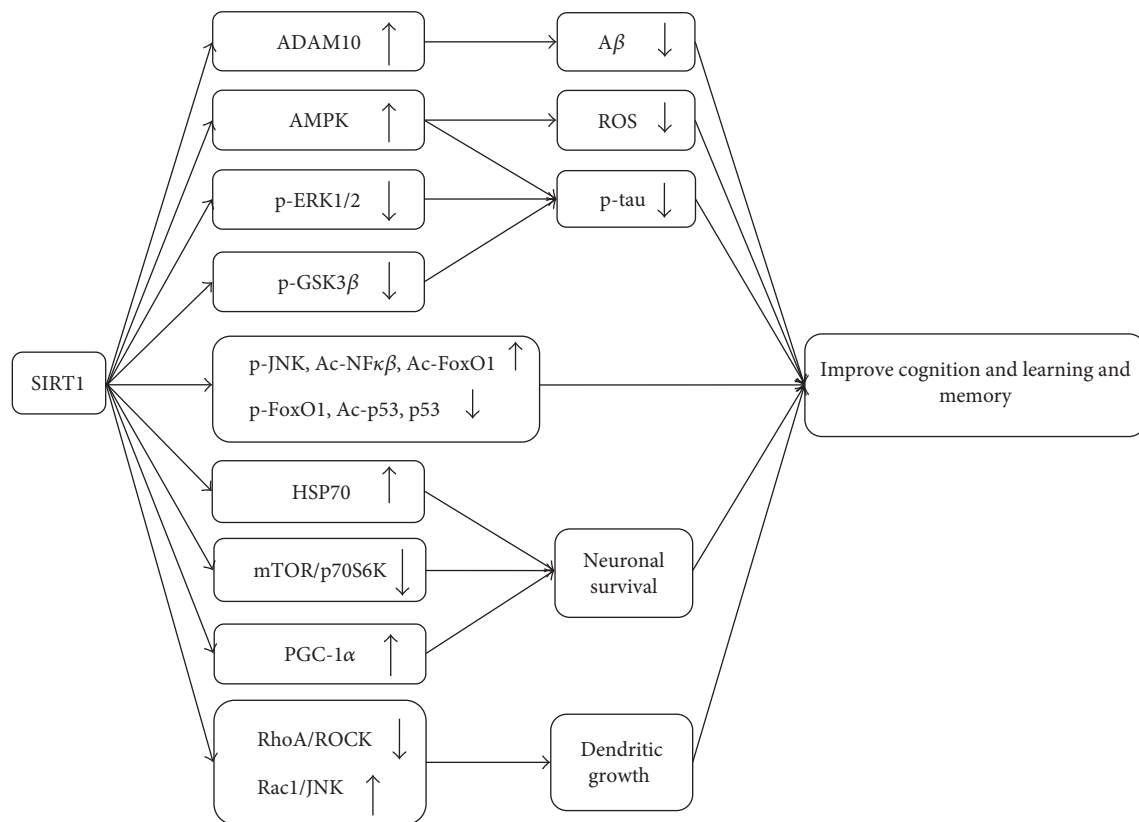 ADAM10 ↑
Aβ ↓
AMPK ↑
ROS ↓
p-ERK1/2 ↓
p-tau ↓
p-GSK3β ↓
SIRT1
p-JNK, Ac-NFκβ, Ac-FoxO1 ↑
p-FoxO1, Ac-p53, p53 ↓
Improve cognition and learning and
memory
HSP70 ↑
mTOR/p70S6K ↓
Neuronal
survival
PGC-1α ↑
RhoA/ROCK ↓
Rac1/JNK ↑
Dendritic
growth